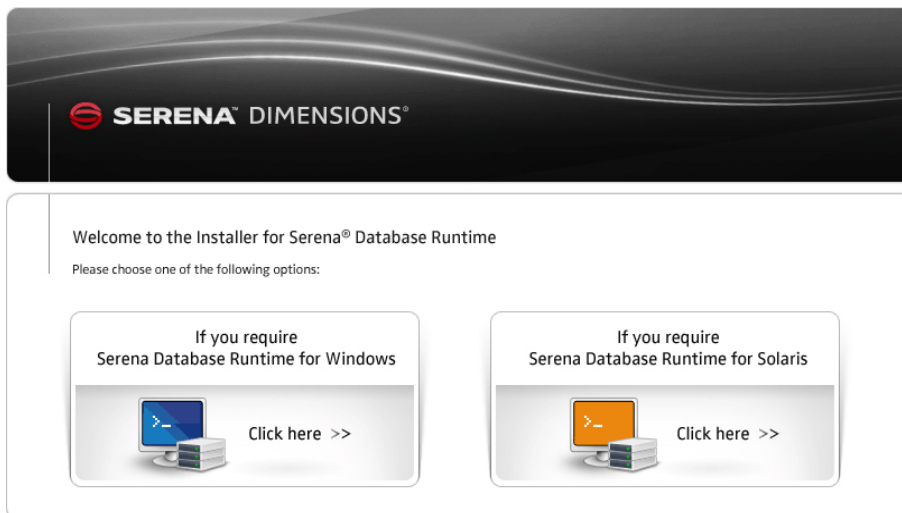 SERENA™ DIMENSIONS®
Welcome to the Installer for Serena® Database Runtime
Please choose one of the following options:
If you require
Serena Database Runtime for Windows
>_
Click here >>
If you require
Serena Database Runtime for Solaris
>_
Click here >>